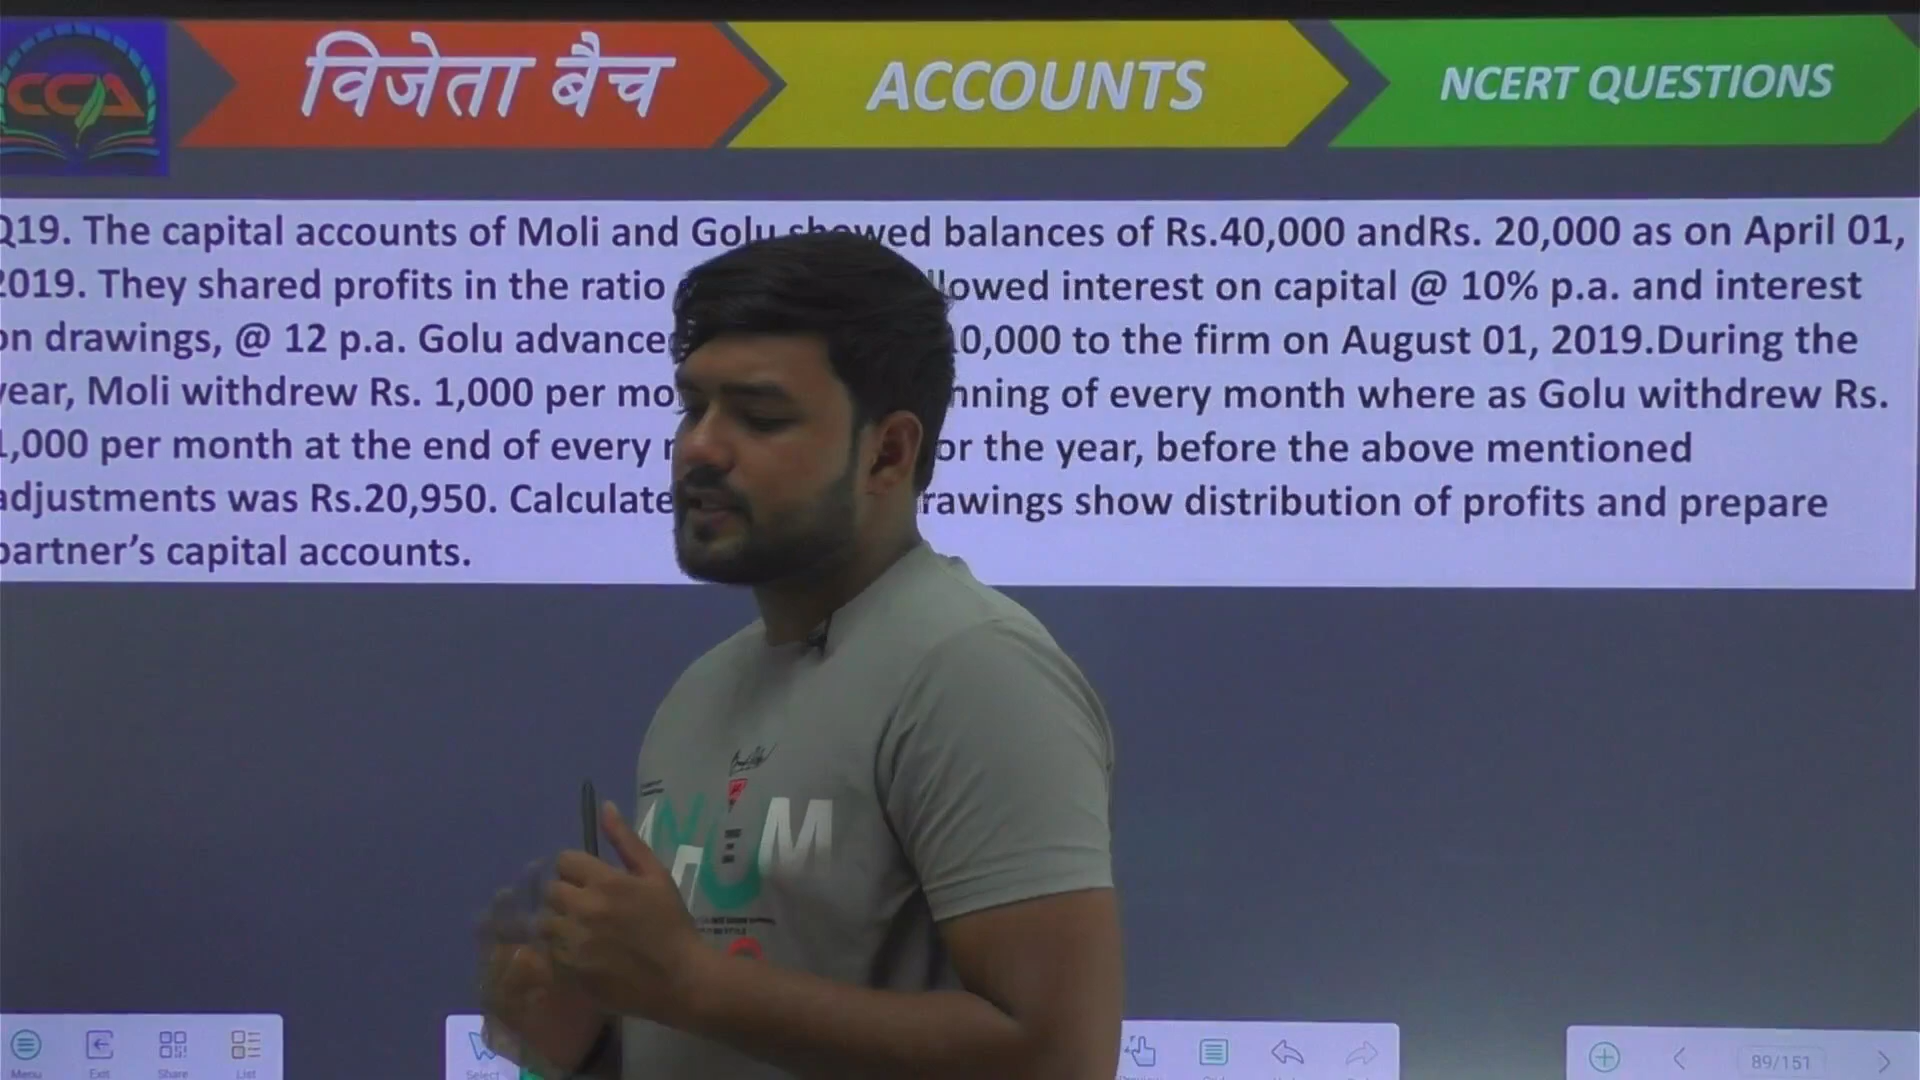 CCA
विजेता बैच
ACCOUNTS
NCERT QUESTIONS
Q19. The capital accounts of Moli and Golu showed balances of Rs.40,000 andRs. 20,000 as on April 01,
2019. They shared profits in the ratio lowed interest on capital @ 10% p.a. and interest
on drawings, @ 12 p.a. Golu advance 0,000 to the firm on August 01, 2019.During the
year, Moli withdrew Rs. 1,000 per mo nning of every month where as Golu withdrew Rs.
1,000 per month at the end of every or the year, before the above mentioned
adjustments was Rs.20,950. Calculate rawings show distribution of profits and prepare
partner's capital accounts.
M
Menu
Exit
Share
List
Select
89/151